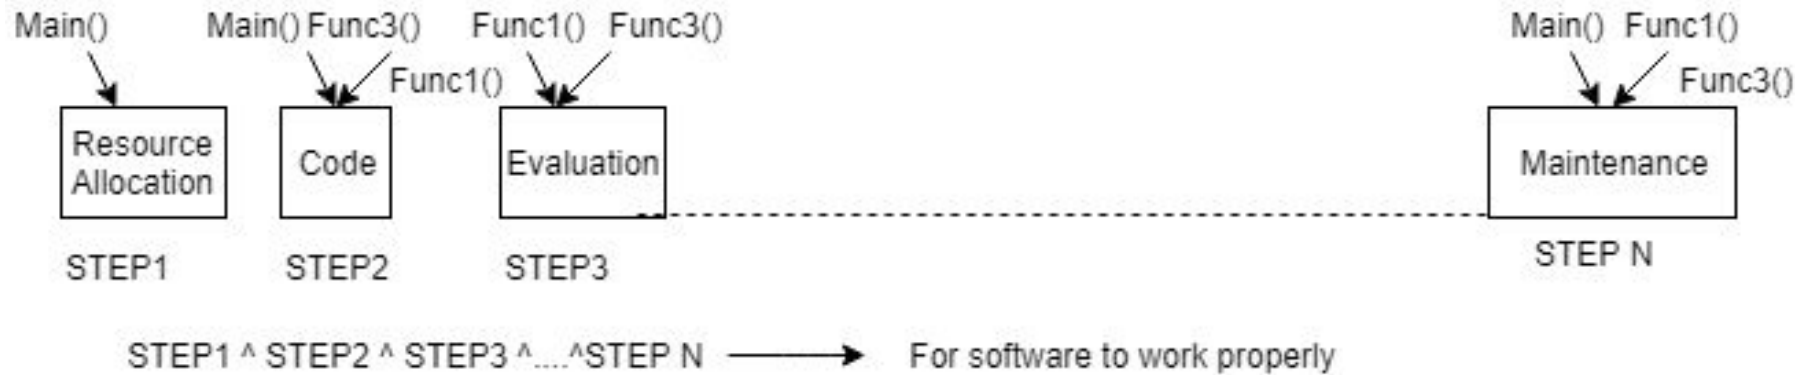 Main() Main() Func3() Func1() Func3() Main() Func1()
Func1() Func3()
Resource
Allocation
Code
Evaluation
Maintenance
STEP1 STEP2 STEP3 STEP N
STEP1 ^ STEP2 ^ STEP3 ^....^STEP N For software to work properly